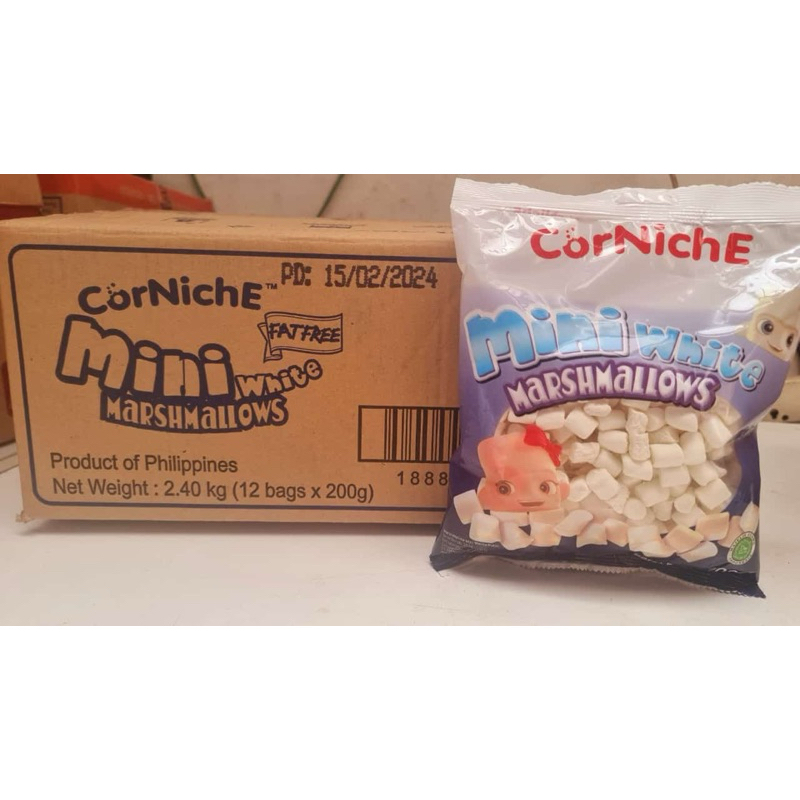 PD: 15/02/2024
CorNichE™
FAT FREE
Mini White
MARSHMALLOWS
Product of Philippines
Net Weight : 2.40 kg (12 bags x 200g)
1888
CorNichE
Mini White
MARSHMALLOWS